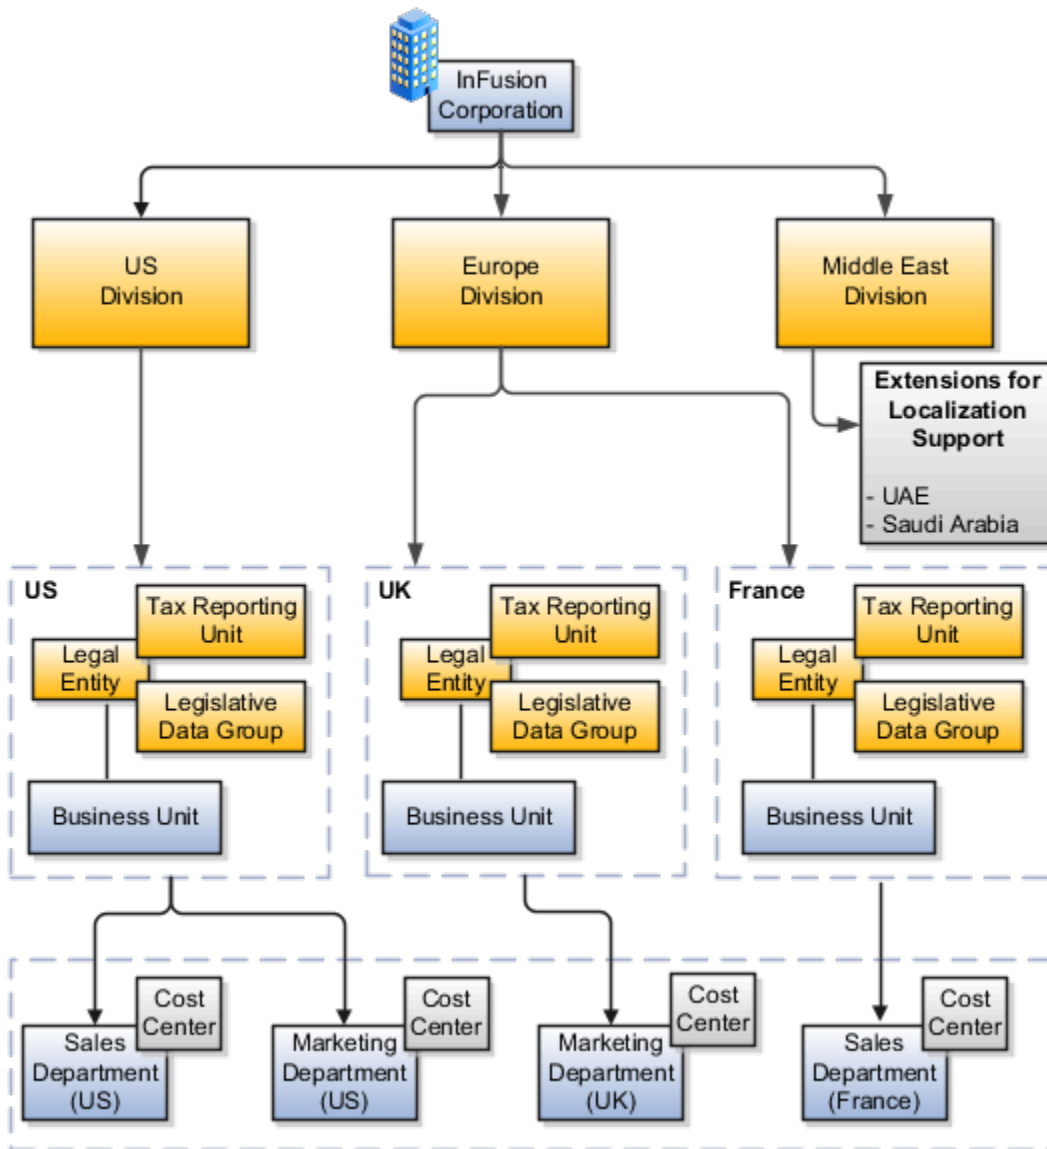 InFusion
Corporation
US
Division
Europe
Division
Middle East
Division
Extensions for
Localization
Support
- UAE
- Saudi Arabia
US
Tax Reporting
Unit
Legal
Entity
Legislative
Data Group
Business Unit
UK
Tax Reporting
Unit
Legal
Entity
Legislative
Data Group
Business Unit
France
Tax Reporting
Unit
Legal
Entity
Legislative
Data Group
Business Unit
Cost
Center
Sales
Department
(US)
Cost
Center
Marketing
Department
(US)
Cost
Center
Marketing
Department
(UK)
Cost
Center
Sales
Department
(France)